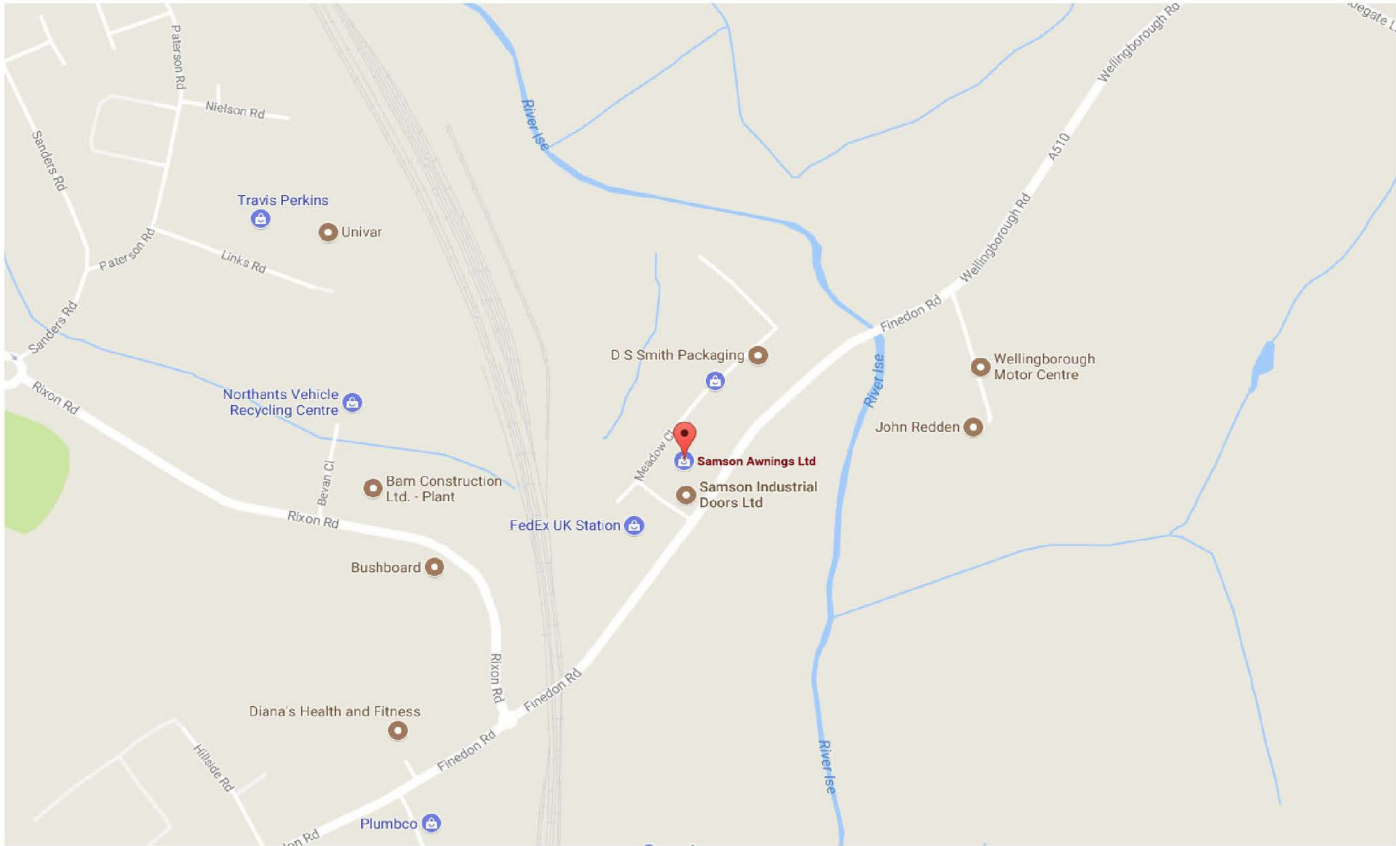 Wellingborough Rd
degate L
Paterson Rd
Nielson Rd
River Ise
Sanders Rd
A510
Travis Perkins
Univar
Wellingborough Rd
Paterson Rd
Links Rd
Sanders Rd
Finedon Rd
D S Smith Packaging
Wellingborough
Motor Centre
River Ise
Rixon Rd
Northants Vehicle
Recycling Centre
John Redden
Meadow Cl
Samson Awnings Ltd
Bam Construction
Ltd. - Plant
Bevan Cl
Samson Industrial
Doors Ltd
Rixon Rd
FedEx UK Station
Bushboard
Rixon Rd
Finedon Rd
Diana's Health and Fitness
Finedon Rd
Hillside Rd
River Ise
Plumbco
don Rd